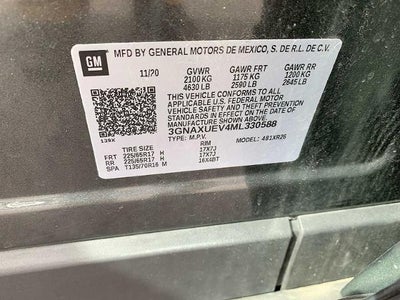 GM
MFD BY GENERAL MOTORS DE MEXICO, S. DE R.L. DE C.V.
11/20 GVWR GAWR FRT GAWR RR
2100 KG 1175 KG 1200 KG
4630 LB 2590 LB 2645 LB
THIS VEHICLE CONFORMS TO ALL APPLICABLE
U.S. FEDERAL MOTOR
VEHICLE SAFETY AND THEFT PREVENTION
STANDARDS IN EFFECT ON THE DATE OF
MANUFACTURE SHOWN ABOVE.
3GNAXUEV4ML330588
TYPE: M.P.V. MODEL: 481XR26
TIRE SIZE RIM
FRT 225/65R17 H 17X7J
RR 225/65R17 H 17X7J
SPA T135/70R16 M 16X4BT